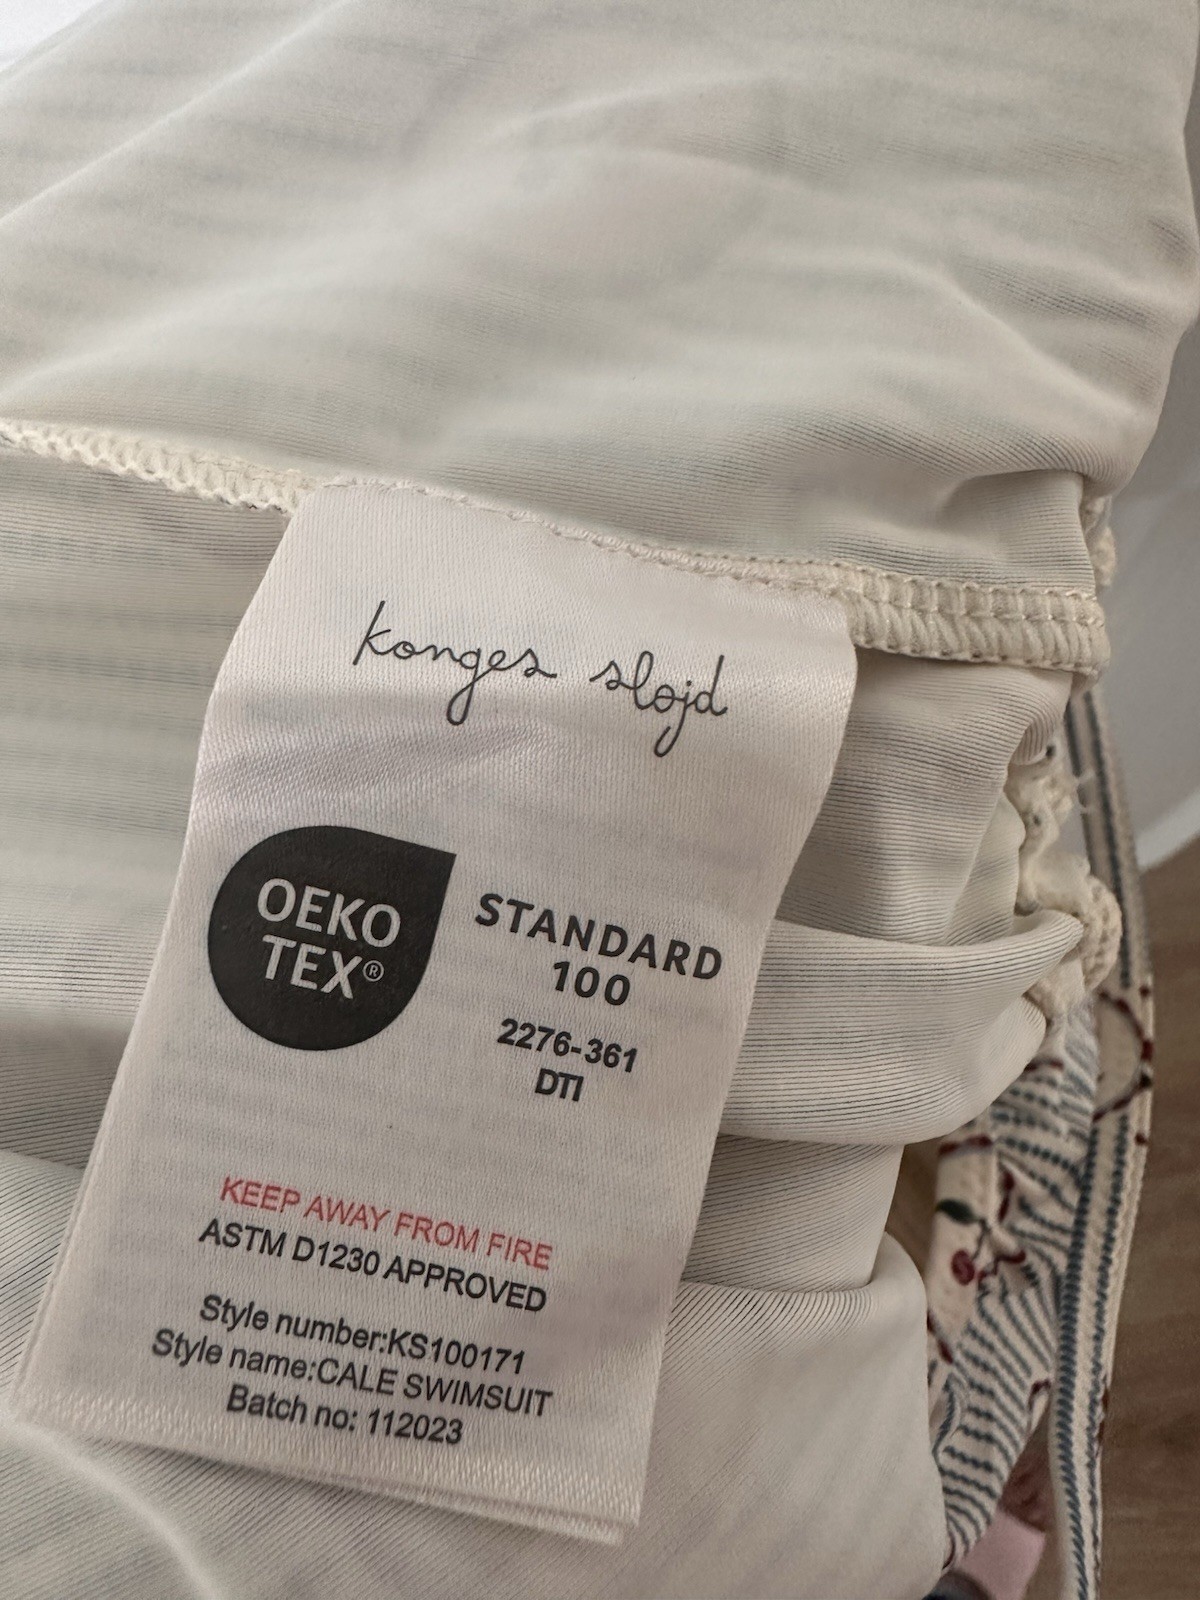 konges sløjd
OEKO
TEX®
STANDARD
100
2276-361
DTI
KEEP AWAY FROM FIRE
ASTM D1230 APPROVED
Style number:KS100171
Style name:CALE SWIMSUIT
Batch no: 112023